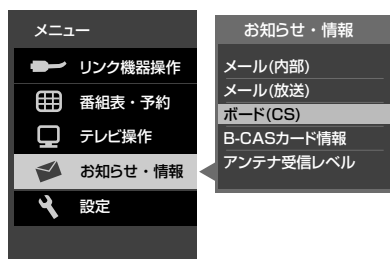 メニュー
リンク機器操作
番組表・予約
テレビ操作
お知らせ・情報
設定
お知らせ・情報
メール(内部)
メール(放送)
ボード(CS)
B-CASカード情報
アンテナ受信レベル